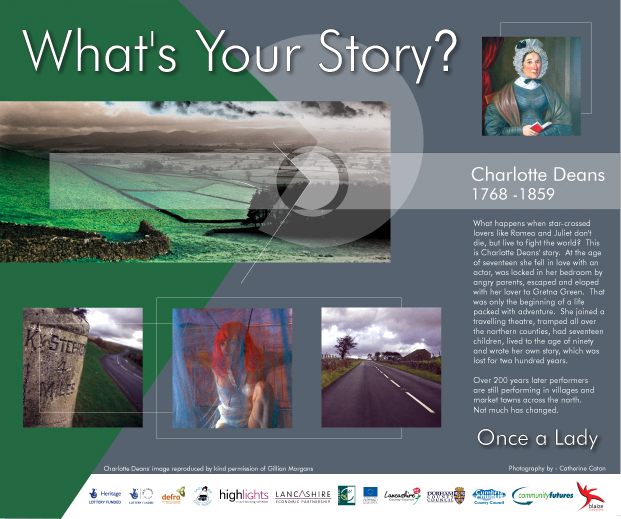 What's Your Story?
Charlotte Deans
1768 -1859
What happens when star-crossed
lovers like Romeo and Juliet don't
die, but live to fight the world?  This
is Charlotte Deans' story.  At the age
of seventeen she fell in love with an
actor, was locked in her bedroom by
angry parents, escaped and eloped
with her lover to Gretna Green.  That
was only the beginning of a life
packed with adventure.  She joined a
travelling theatre, tramped all over
the northern counties, had seventeen
children, lived to the age of ninety
and wrote her own story, which was
lost for two hundred years.
Over 200 years later performers
are still performing in villages and
market towns across the north.
Not much has changed.
Once a Lady
Charlotte Deans' image reproduced by kind permission of Gillian Morgans
Photography by - Catherine Caton
Heritage
LOTTERY FUNDED
LOTTERY FUNDED
defra
highlights
LANCASHIRE
ECONOMIC PARTNERSHIP
Lancashire
County Council
DURHAM
COUNTY
COUNCIL
Cumbria
County Council
communityfutures
blaize